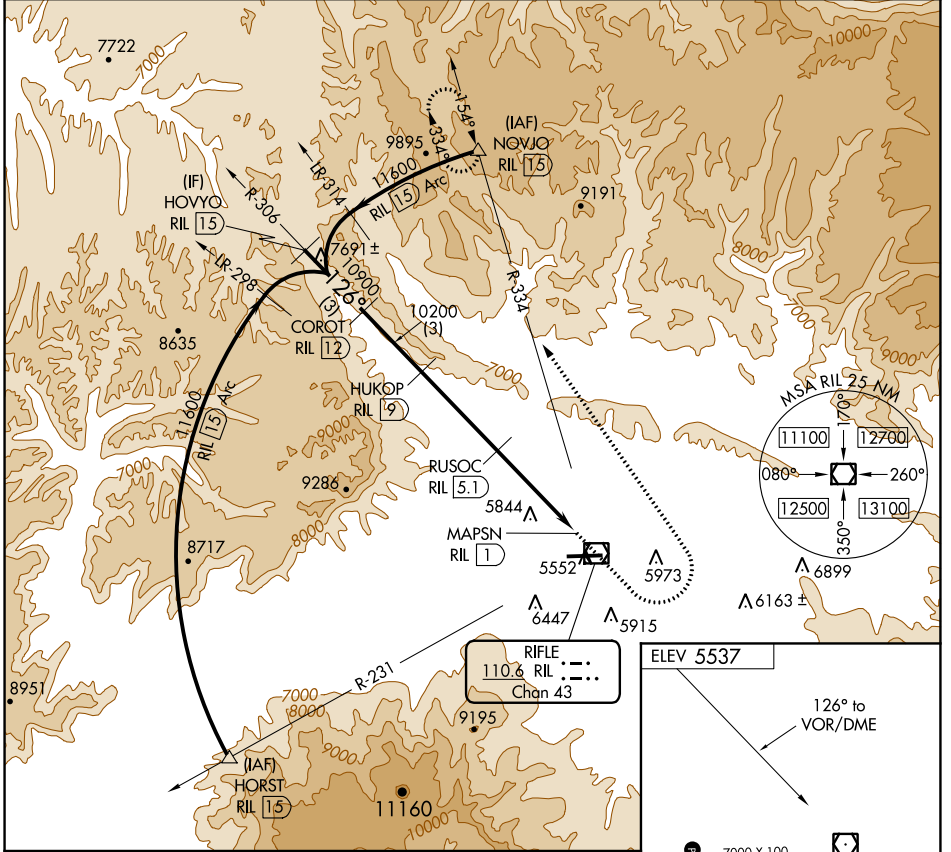 7722
7000
10000
154°
334°
(IAF)
NOVJO
RIL 15
9895
11600
RIL 15 Arc
LR-314
R-306
(IF)
HOVYO
RIL 15
9191
8000
7691 ±
LR-298
10900
126°
(3)
R-334
COROT
RIL 12
10200
(3)
8635
9000
7000
HUKOP
RIL 9
MSA RIL 25 NM
11100
170°
12700
080°
260°
12500
350°
13100
11600
RIL 15 Arc
9000
7000
8000
9286
RUSOC
RIL 5.1
5844
MAPSN
RIL 1
8717
5552
5973
6899
6447
5915
6163 ±
R-231
RIFLE
110.6 RIL
Chan 43
ELEV 5537
126° to
VOR/DME
8951
7000
8000
9000
9195
(IAF)
HORST
RIL 15
11160
10000
9000
7000 X 100
P